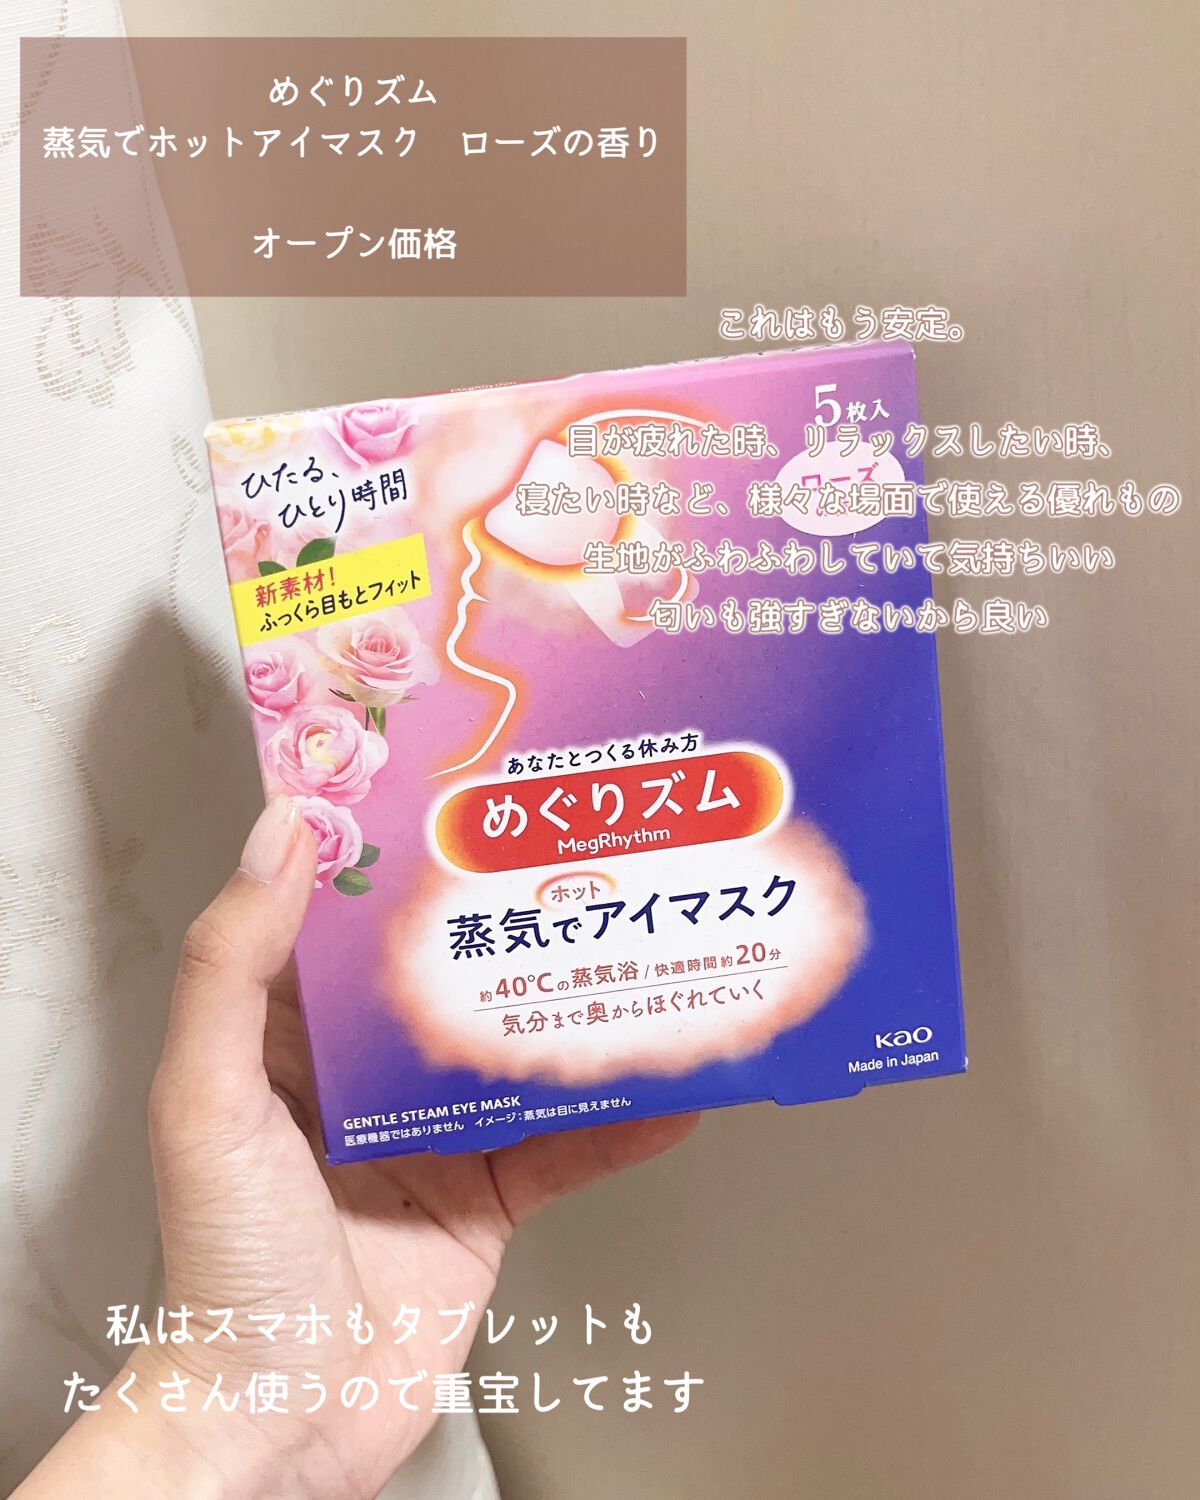 めぐりズム
蒸気でホットアイマスク　ローズの香り
オープン価格
これはもう安定。
目が疲れた時、リラックスしたい時、
寝たい時など、様々な場面で使える優れもの
生地がふわふわしていて気持ちいい
匂いも強すぎないから良い
MegRhythm
5枚入
ローズ
ひたる、
ひとり時間
新素材!
ふっくら目もとフィット
あなたとつくる休み方
めぐりズム
MegRhythm
ホット
蒸気でアイマスク
約40℃の蒸気浴/快適時間約20分
気分まで奥からほぐれていく
Kao
Made in Japan
GENTLE STEAM EYE MASK
医療機器ではありません イメージ:蒸気は目に見えません
私はスマホもタブレットも
たくさん使うので重宝してます